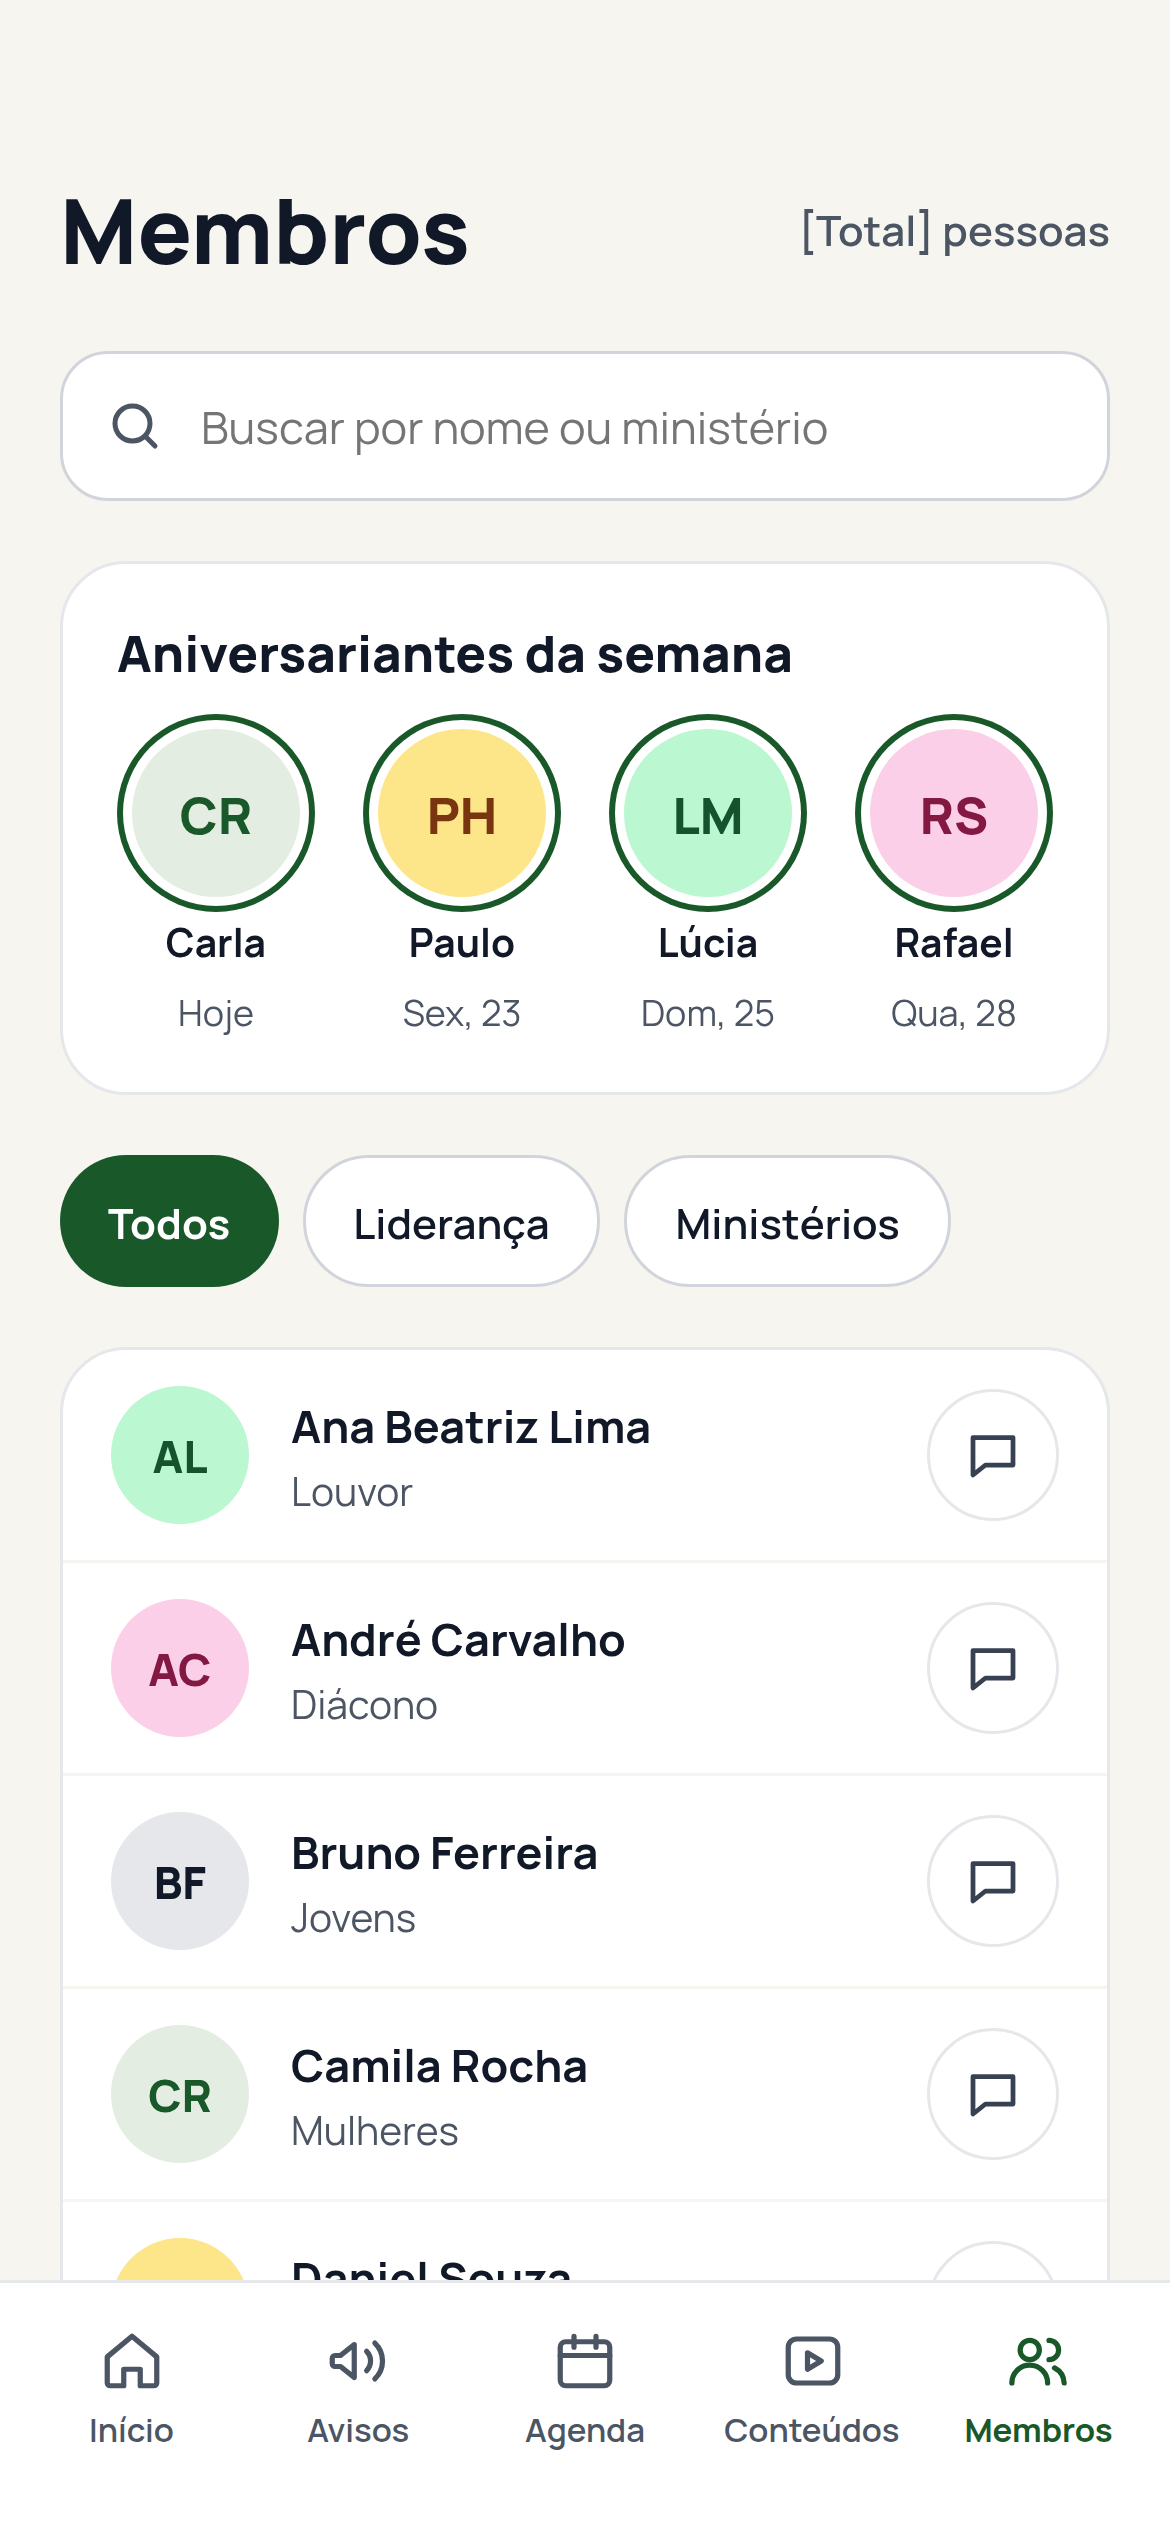 Membros
[Total] pessoas
Buscar por nome ou ministério
Aniversariantes da semana
CR
PH
LM
RS
Carla
Paulo
Lúcia
Rafael
Hoje
Sex, 23
Dom, 25
Qua, 28
Todos
Liderança
Ministérios
AL
Ana Beatriz Lima
Louvor
AC
André Carvalho
Diácono
BF
Bruno Ferreira
Jovens
CR
Camila Rocha
Mulheres
Daniel Souza
Início
Avisos
Agenda
Conteúdos
Membros